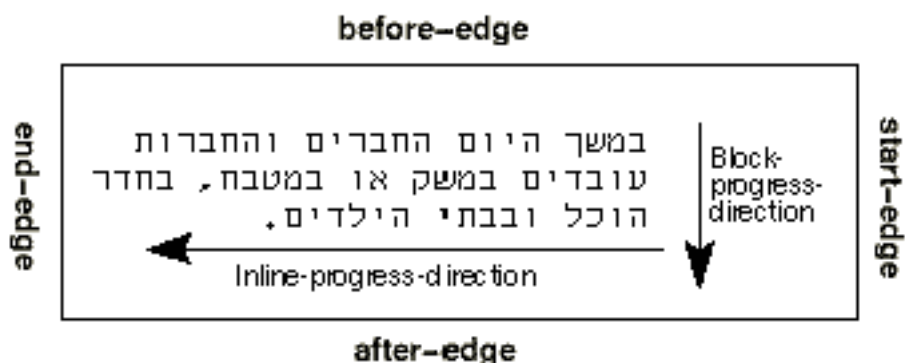 before-edge
end-edge
במשך היום החברים והחברות
עובדים במשק או במטבח, בחדר
הוכל ובבתי הילדים.
Block-
progress-
direction
start-edge
Inline-progress-direction
after-edge